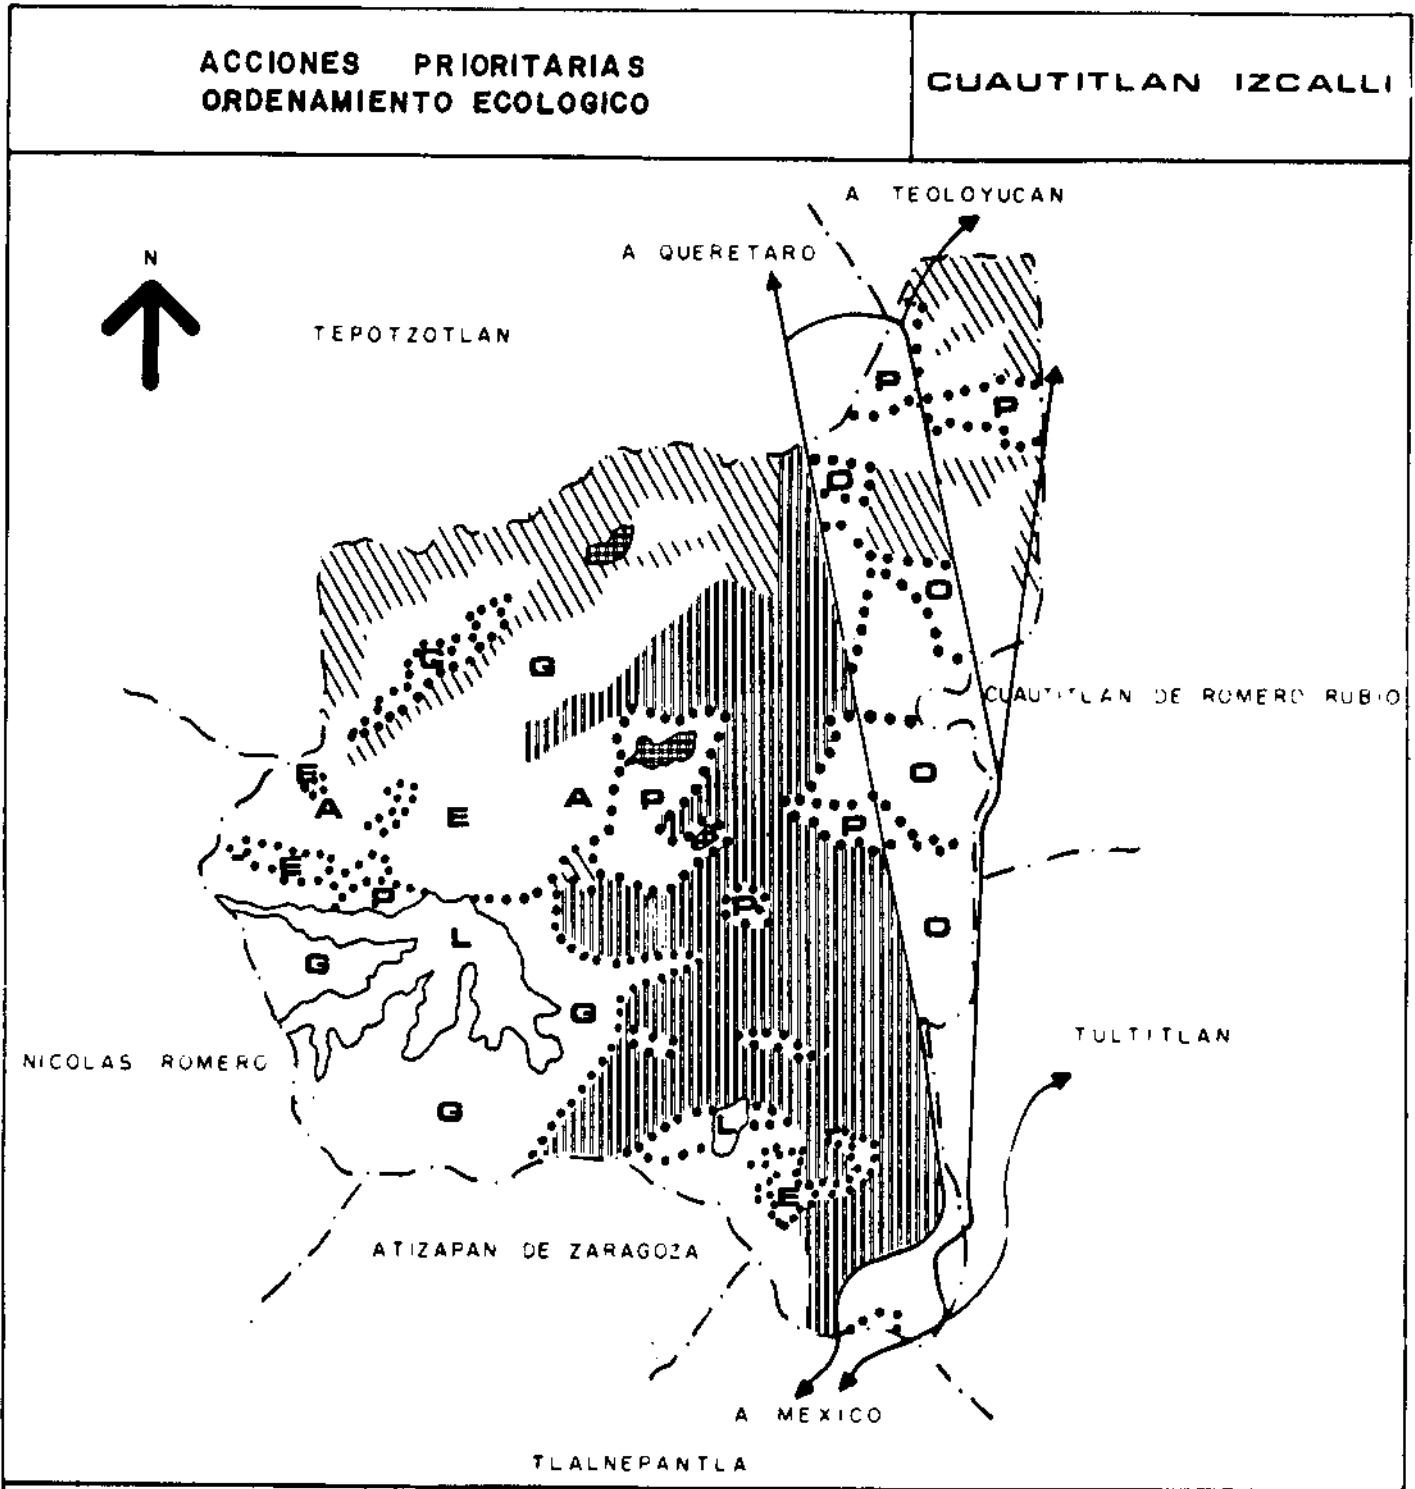 ACCIONES PRIORITARIAS
ORDENAMIENTO ECOLOGICO
CUAUTITLAN IZCALLI
A TEOLOYUCAN
A QUERETARO
N
TEPOTZOTLAN
P
P
O
O
G
CUAUTITLAN DE ROMERO RUBIO
E
O
A
E
A
P
P
E
P
P
L
O
G
G
TULTITLAN
NICOLAS ROMERO
G
L
E
ATIZAPAN DE ZARAGOZA
A MEXICO
TLALNEPANTLA